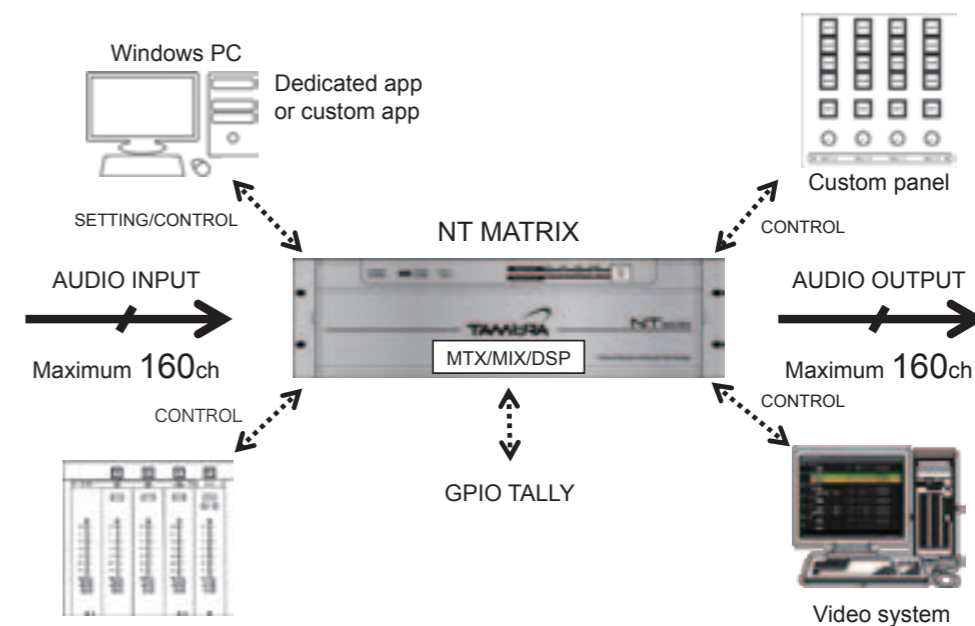 Windows PC
Dedicated app
or custom app
Custom panel
SETTING/CONTROL
NT MATRIX
CONTROL
AUDIO INPUT
AUDIO OUTPUT
TAMURA
NT
MTX/MIX/DSP
Maximum 160ch
Maximum 160ch
CONTROL
CONTROL
GPIO TALLY
Video system